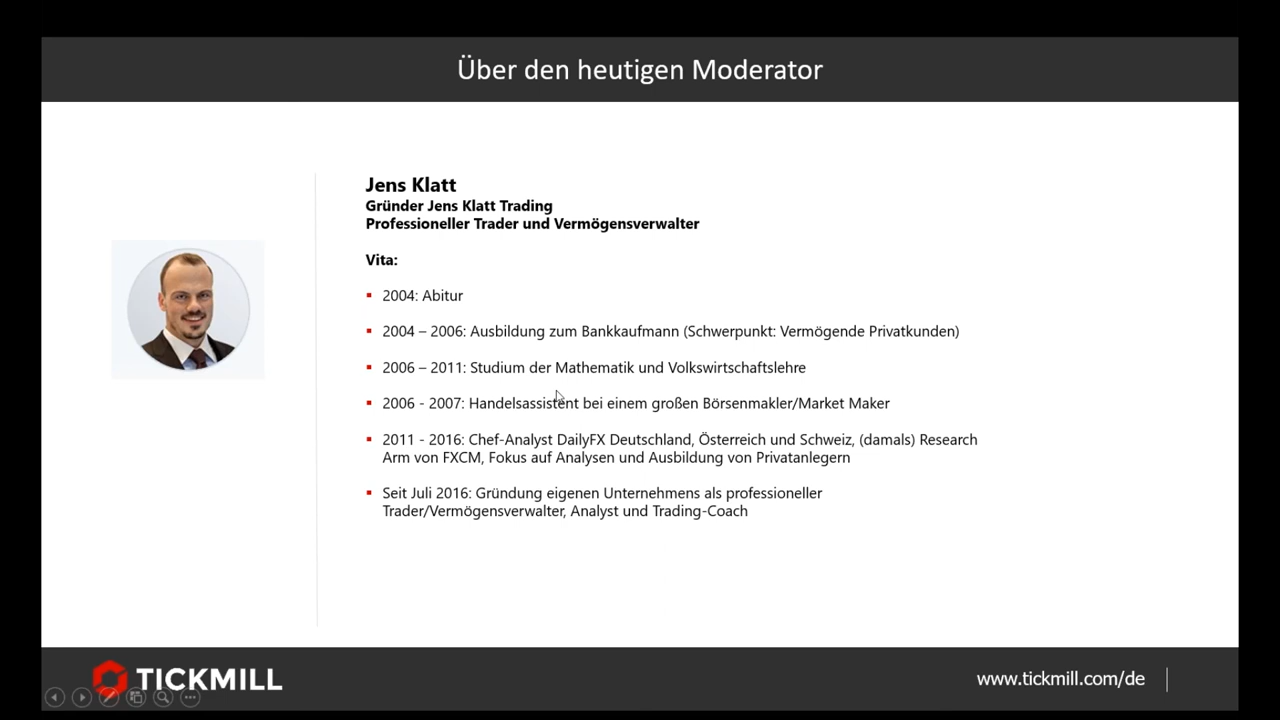 Über den heutigen Moderator
Jens Klatt
Gründer Jens Klatt Trading
Professioneller Trader und Vermögensverwalter
Vita:
2004: Abitur
2004 – 2006: Ausbildung zum Bankkaufmann (Schwerpunkt: Vermögende Privatkunden)
2006 – 2011: Studium der Mathematik und Volkswirtschaftslehre
2006 - 2007: Handelsassistent bei einem großen Börsenmakler/Market Maker
2011 - 2016: Chef-Analyst DailyFX Deutschland, Österreich und Schweiz, (damals) Research
Arm von FXCM, Fokus auf Analysen und Ausbildung von Privatanlegern
Seit Juli 2016: Gründung eigenen Unternehmens als professioneller
Trader/Vermögensverwalter, Analyst und Trading-Coach
TICKMILL
www.tickmill.com/de